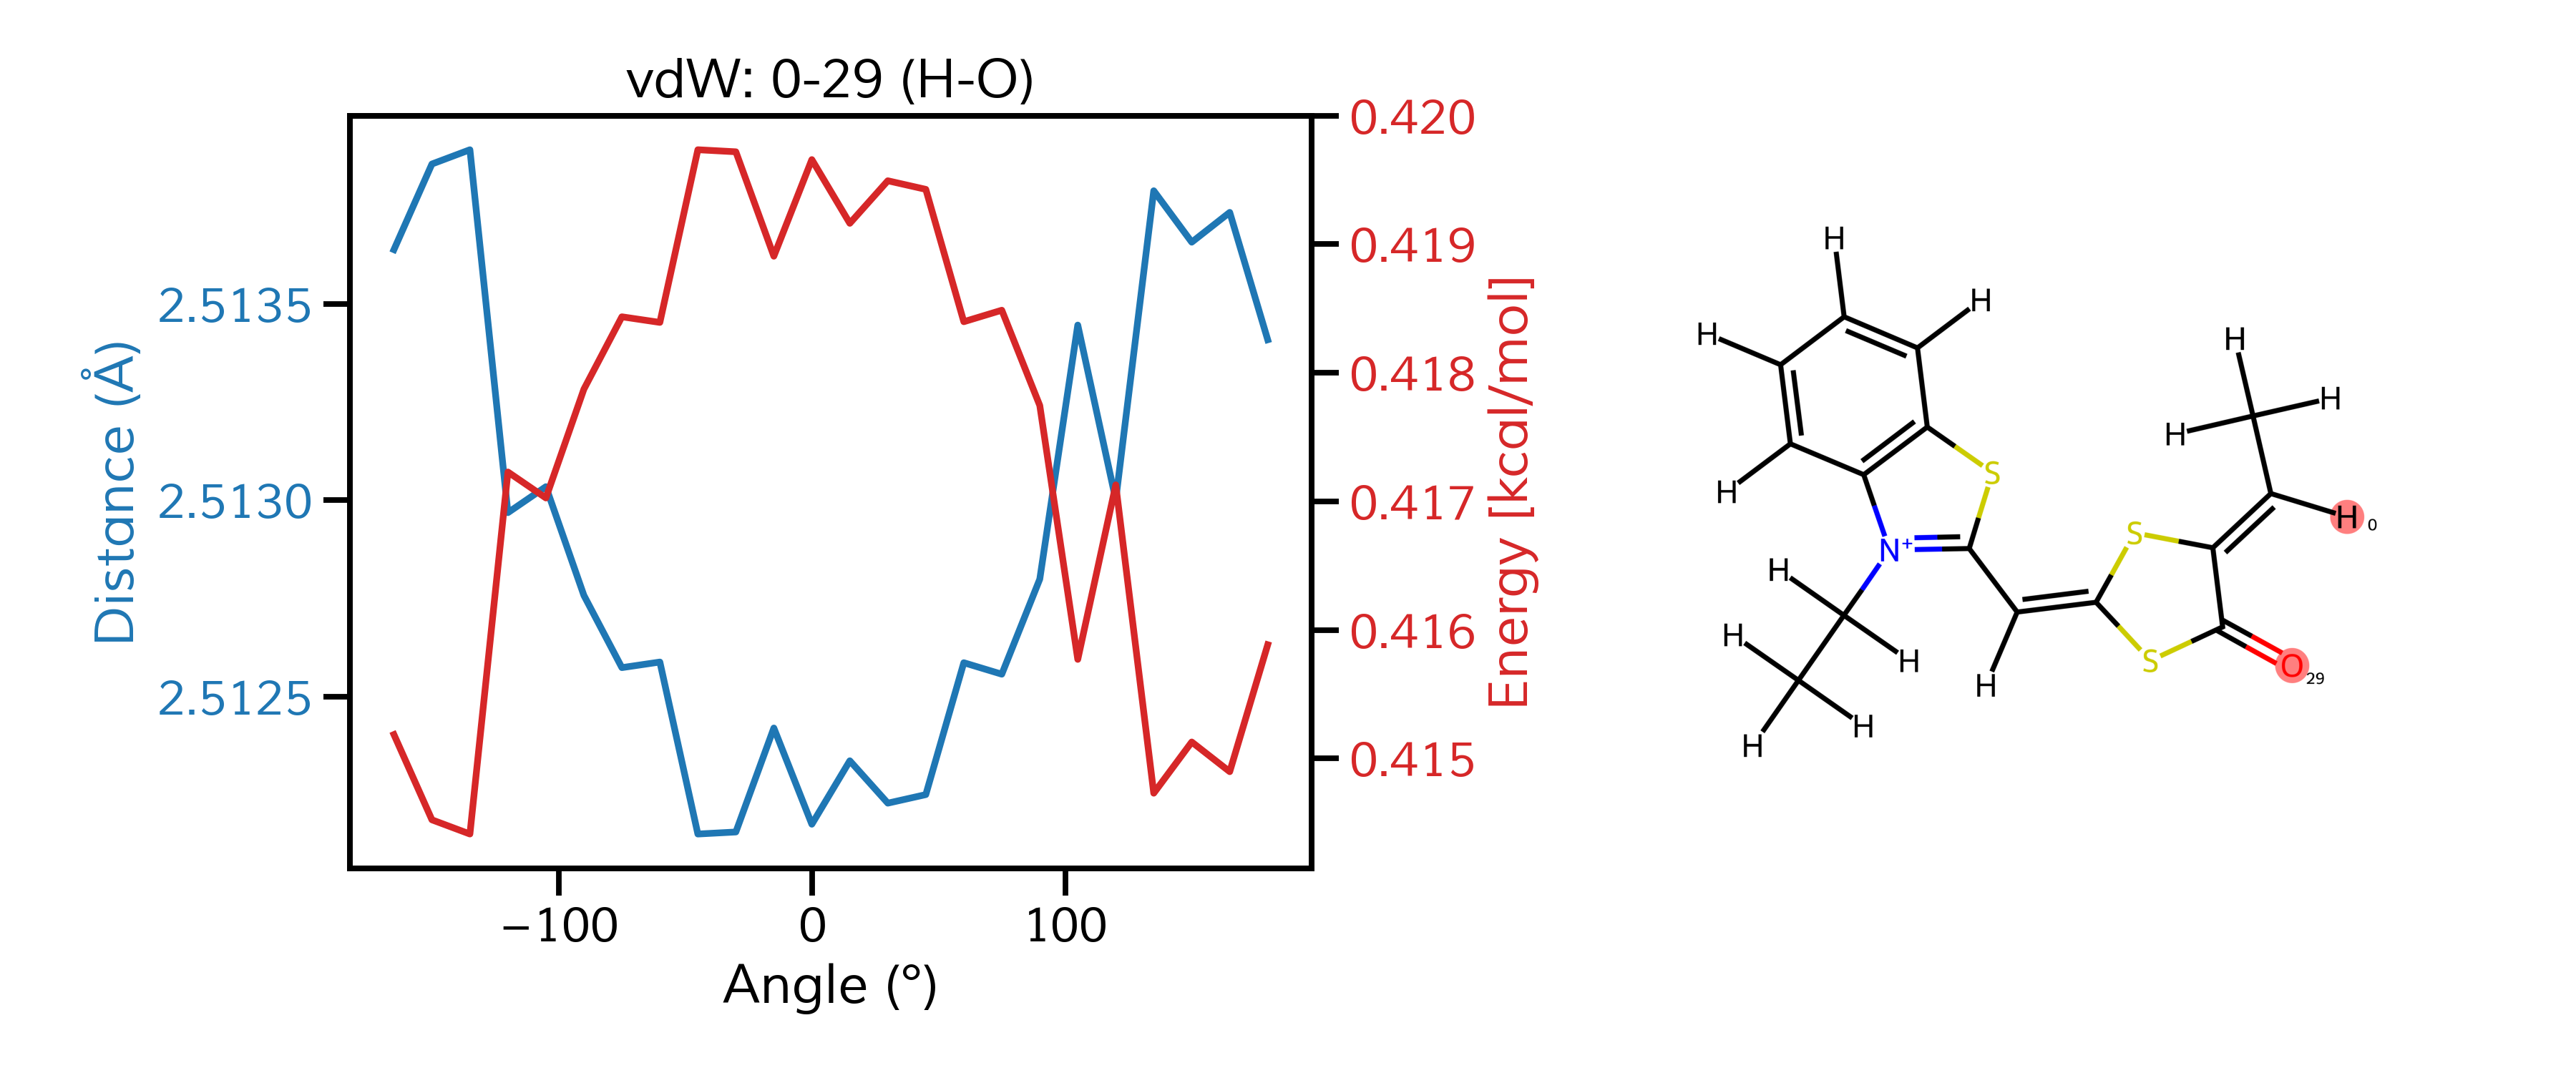 vdW: 0-29 (H-O)
Distance (Å)
2.5135
2.5130
2.5125
0.420
0.419
0.418
0.417
0.416
0.415
Energy [kcal/mol]
−100 0 100
Angle (°)
H
H
H
H
H
H
H
S
H 0
H
S
N⁺
H
H
S
O 29
H
H
H
H